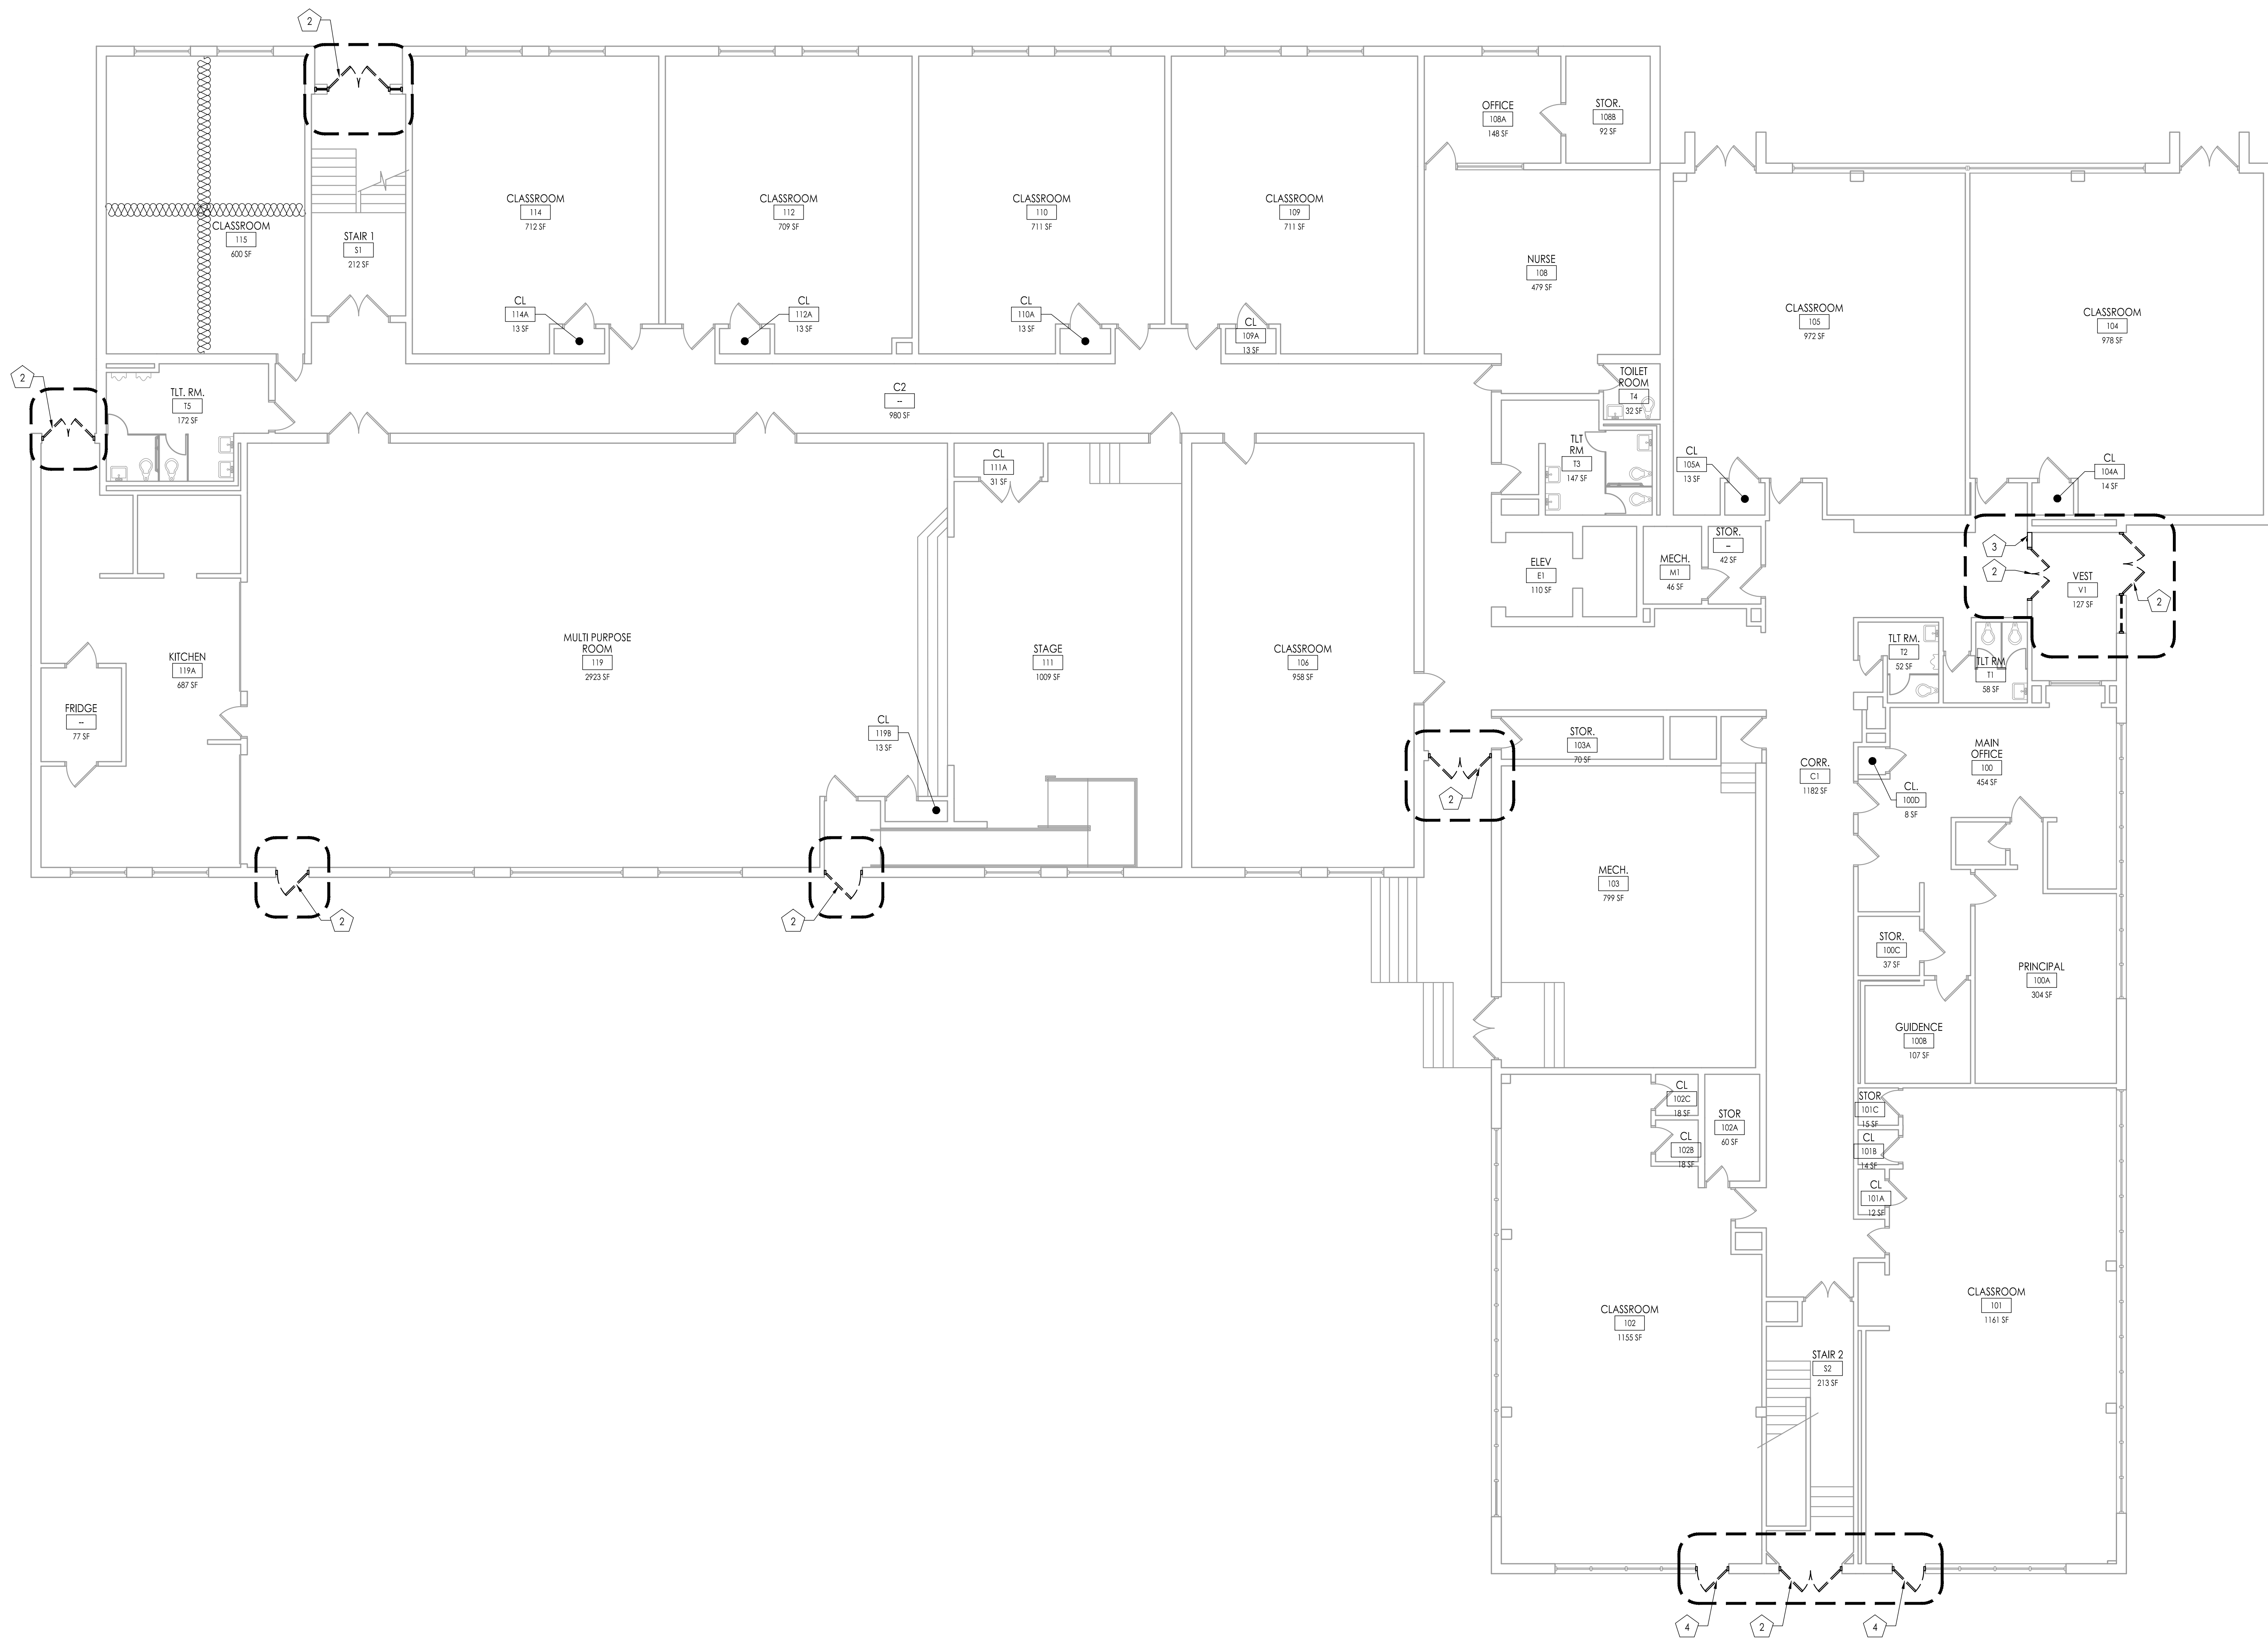 2
OFFICE
108A
148 SF
STOR.
108B
92 SF
CLASSROOM
115
600 SF
STAIR 1
S1
212 SF
CLASSROOM
114
712 SF
CLASSROOM
112
709 SF
CLASSROOM
110
711 SF
CLASSROOM
109
711 SF
NURSE
108
479 SF
CLASSROOM
105
972 SF
CLASSROOM
104
978 SF
CL
114A
13 SF
CL
112A
13 SF
CL
110A
13 SF
CL
109A
13 SF
2
TLT. RM.
T5
172 SF
C2
--
980 SF
TOILET
ROOM
T4
32 SF
TLT
RM
T3
147 SF
CL
105A
13 SF
CL
104A
14 SF
CL
111A
31 SF
ELEV
E1
110 SF
MECH.
M1
46 SF
STOR.
--
42 SF
3
2
VEST
V1
127 SF
2
KITCHEN
119A
687 SF
MULTI PURPOSE
ROOM
119
2923 SF
STAGE
111
1009 SF
CLASSROOM
106
958 SF
TLT RM.
T2
52 SF
TLT RM
T1
58 SF
FRIDGE
--
77 SF
CL
119B
13 SF
STOR.
103A
70 SF
2
CORR.
C1
1182 SF
MAIN
OFFICE
100
454 SF
CL.
100D
8 SF
2
2
MECH.
103
799 SF
STOR.
100C
37 SF
PRINCIPAL
100A
304 SF
GUIDENCE
100B
107 SF
CL
102C
18 SF
CL
102B
18 SF
STOR
102A
60 SF
STOR
101C
15 SF
CL
101B
14 SF
CL
101A
12 SF
CLASSROOM
102
1155 SF
STAIR 2
S2
213 SF
CLASSROOM
101
1161 SF
4
2
4